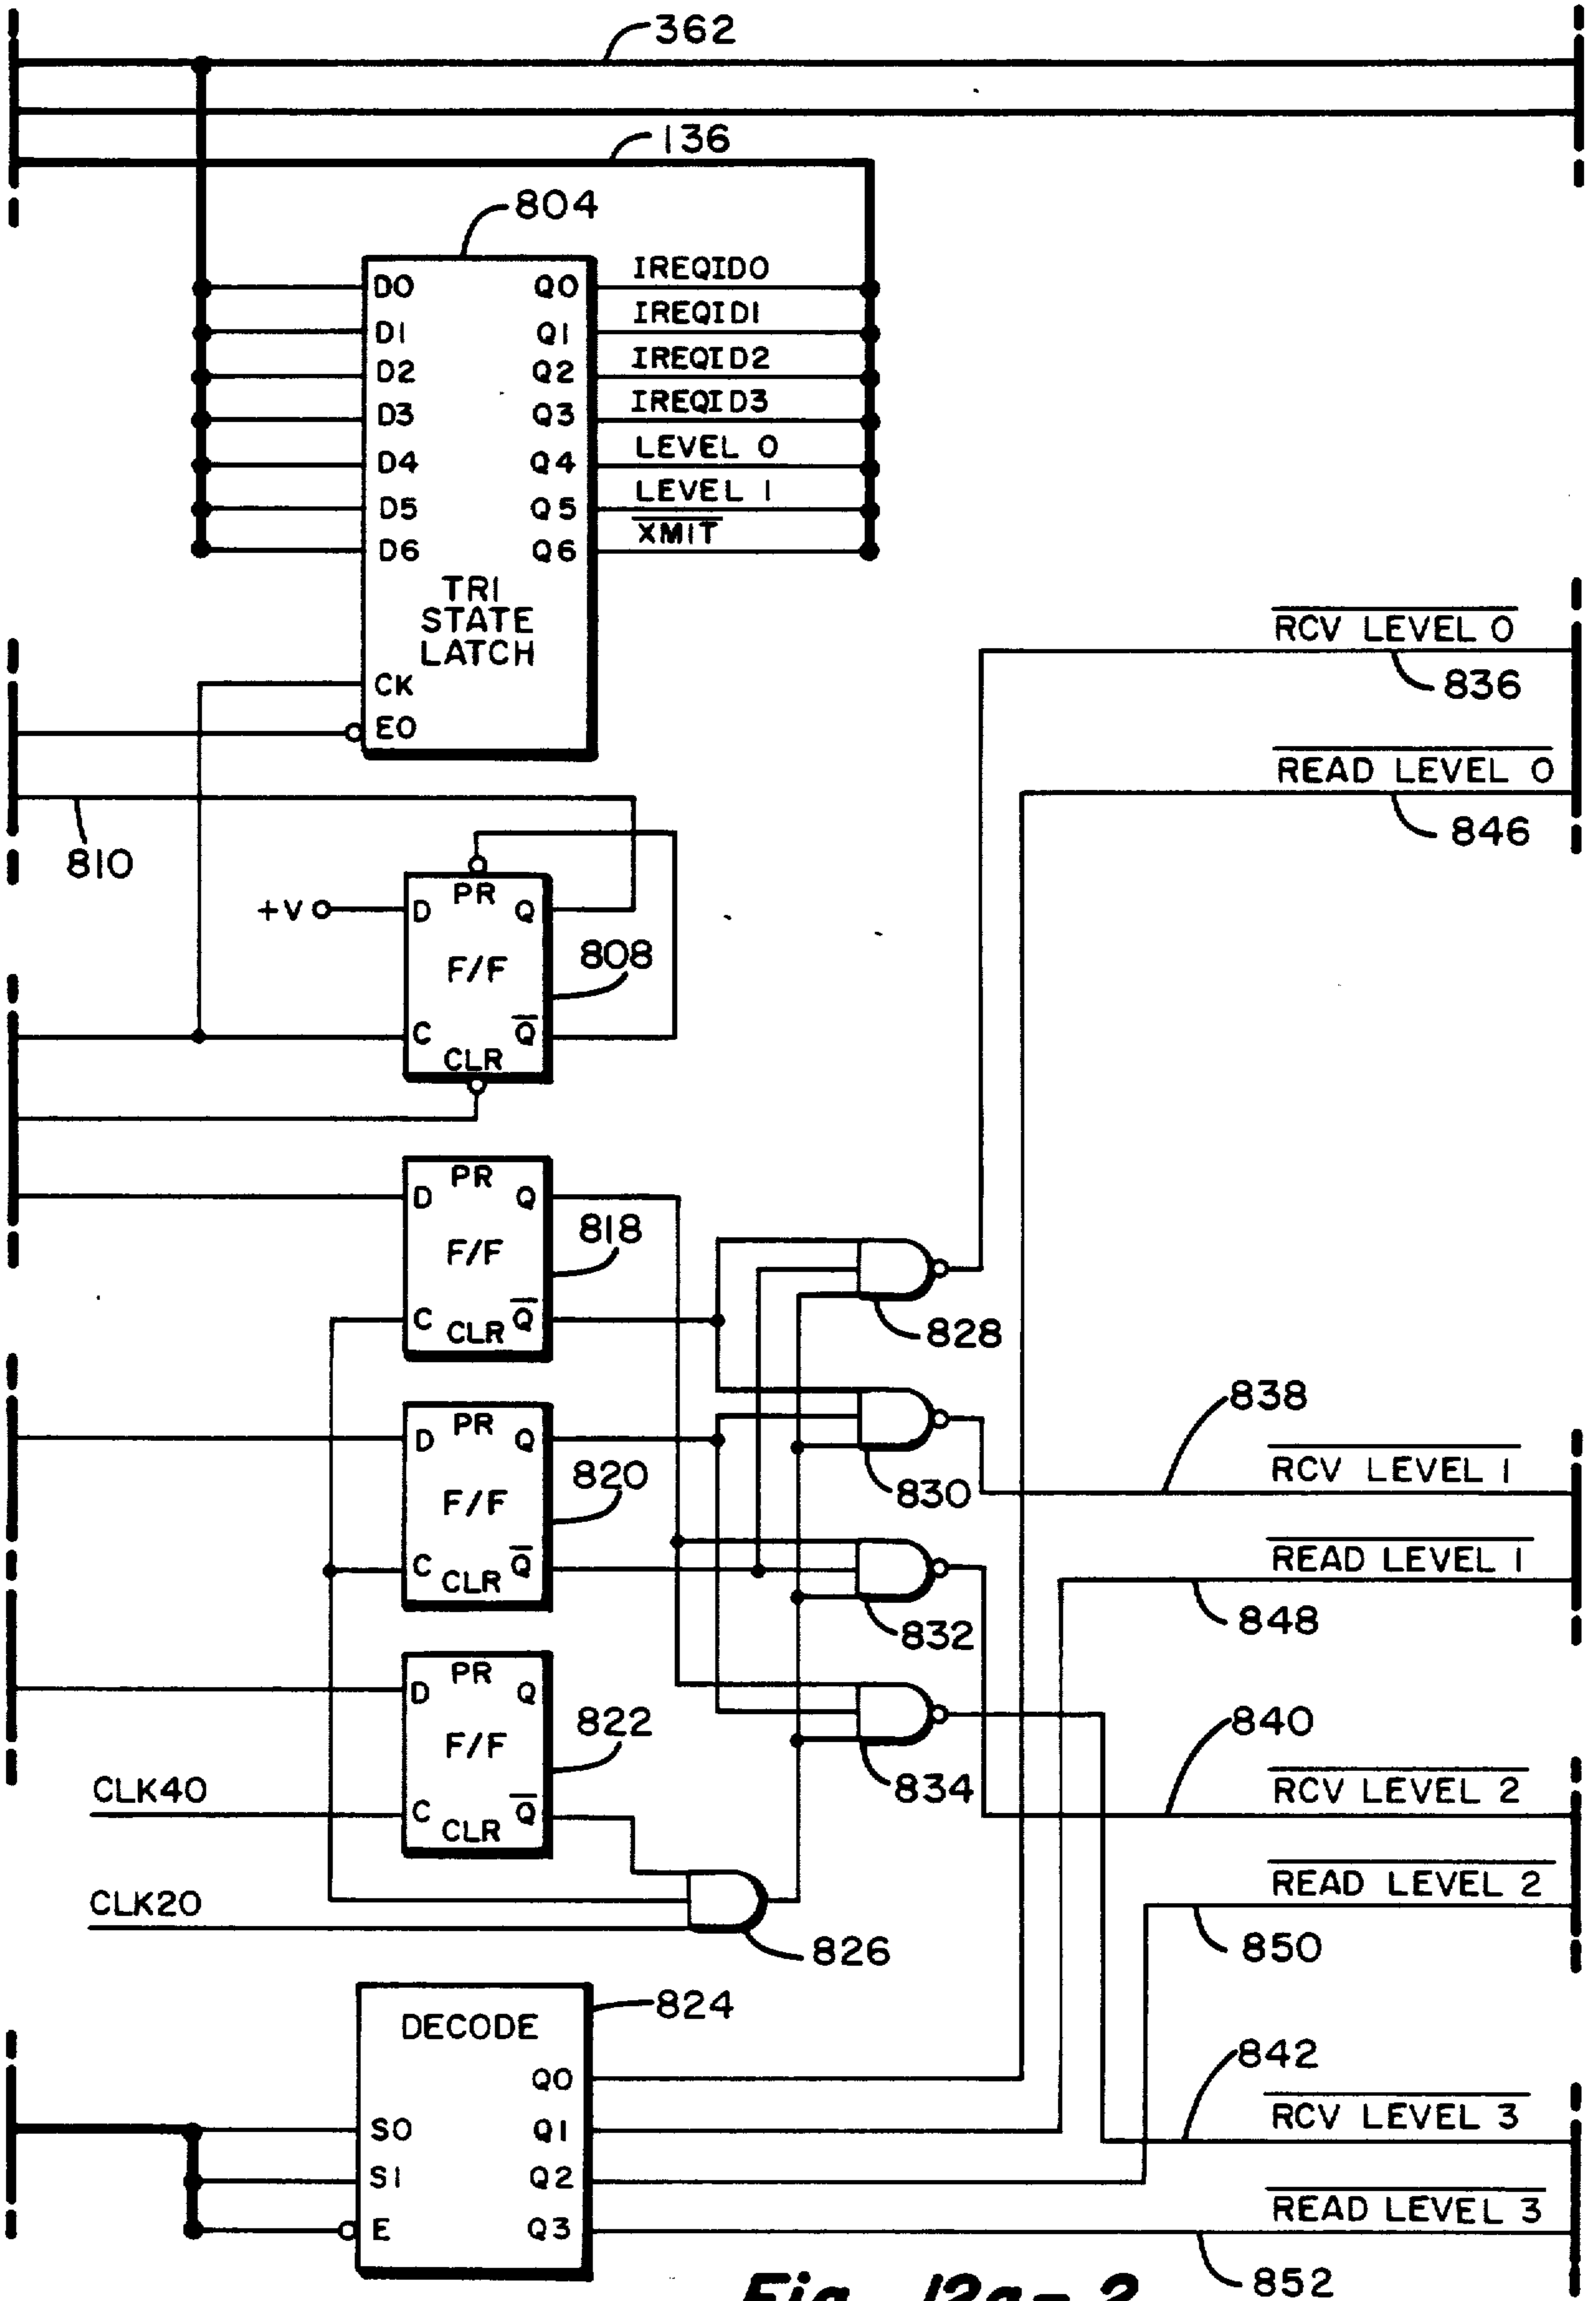 362
136
804
D0 Q0 IREQID0
D1 Q1 IREQID1
D2 Q2 IREQID2
D3 Q3 IREQID3
D4 Q4 LEVEL 0
D5 Q5 LEVEL 1
D6 Q6 XMIT
TRI
STATE
LATCH
CK
EO
RCV LEVEL 0
836
READ LEVEL 0
846
810
+V D PR Q
F/F
808
C CLR Q
D PR Q
F/F
818
C CLR Q
828
838
D PR Q
F/F
820
C CLR Q
830
RCV LEVEL 1
READ LEVEL 1
848
832
D PR Q
F/F
822
CLK40
C CLR Q
834
840
RCV LEVEL 2
READ LEVEL 2
850
CLK20
826
DECODE
824
Q0
S0 Q1
S1 Q2
E Q3
842
RCV LEVEL 3
READ LEVEL 3
852
Fig. 12a-2